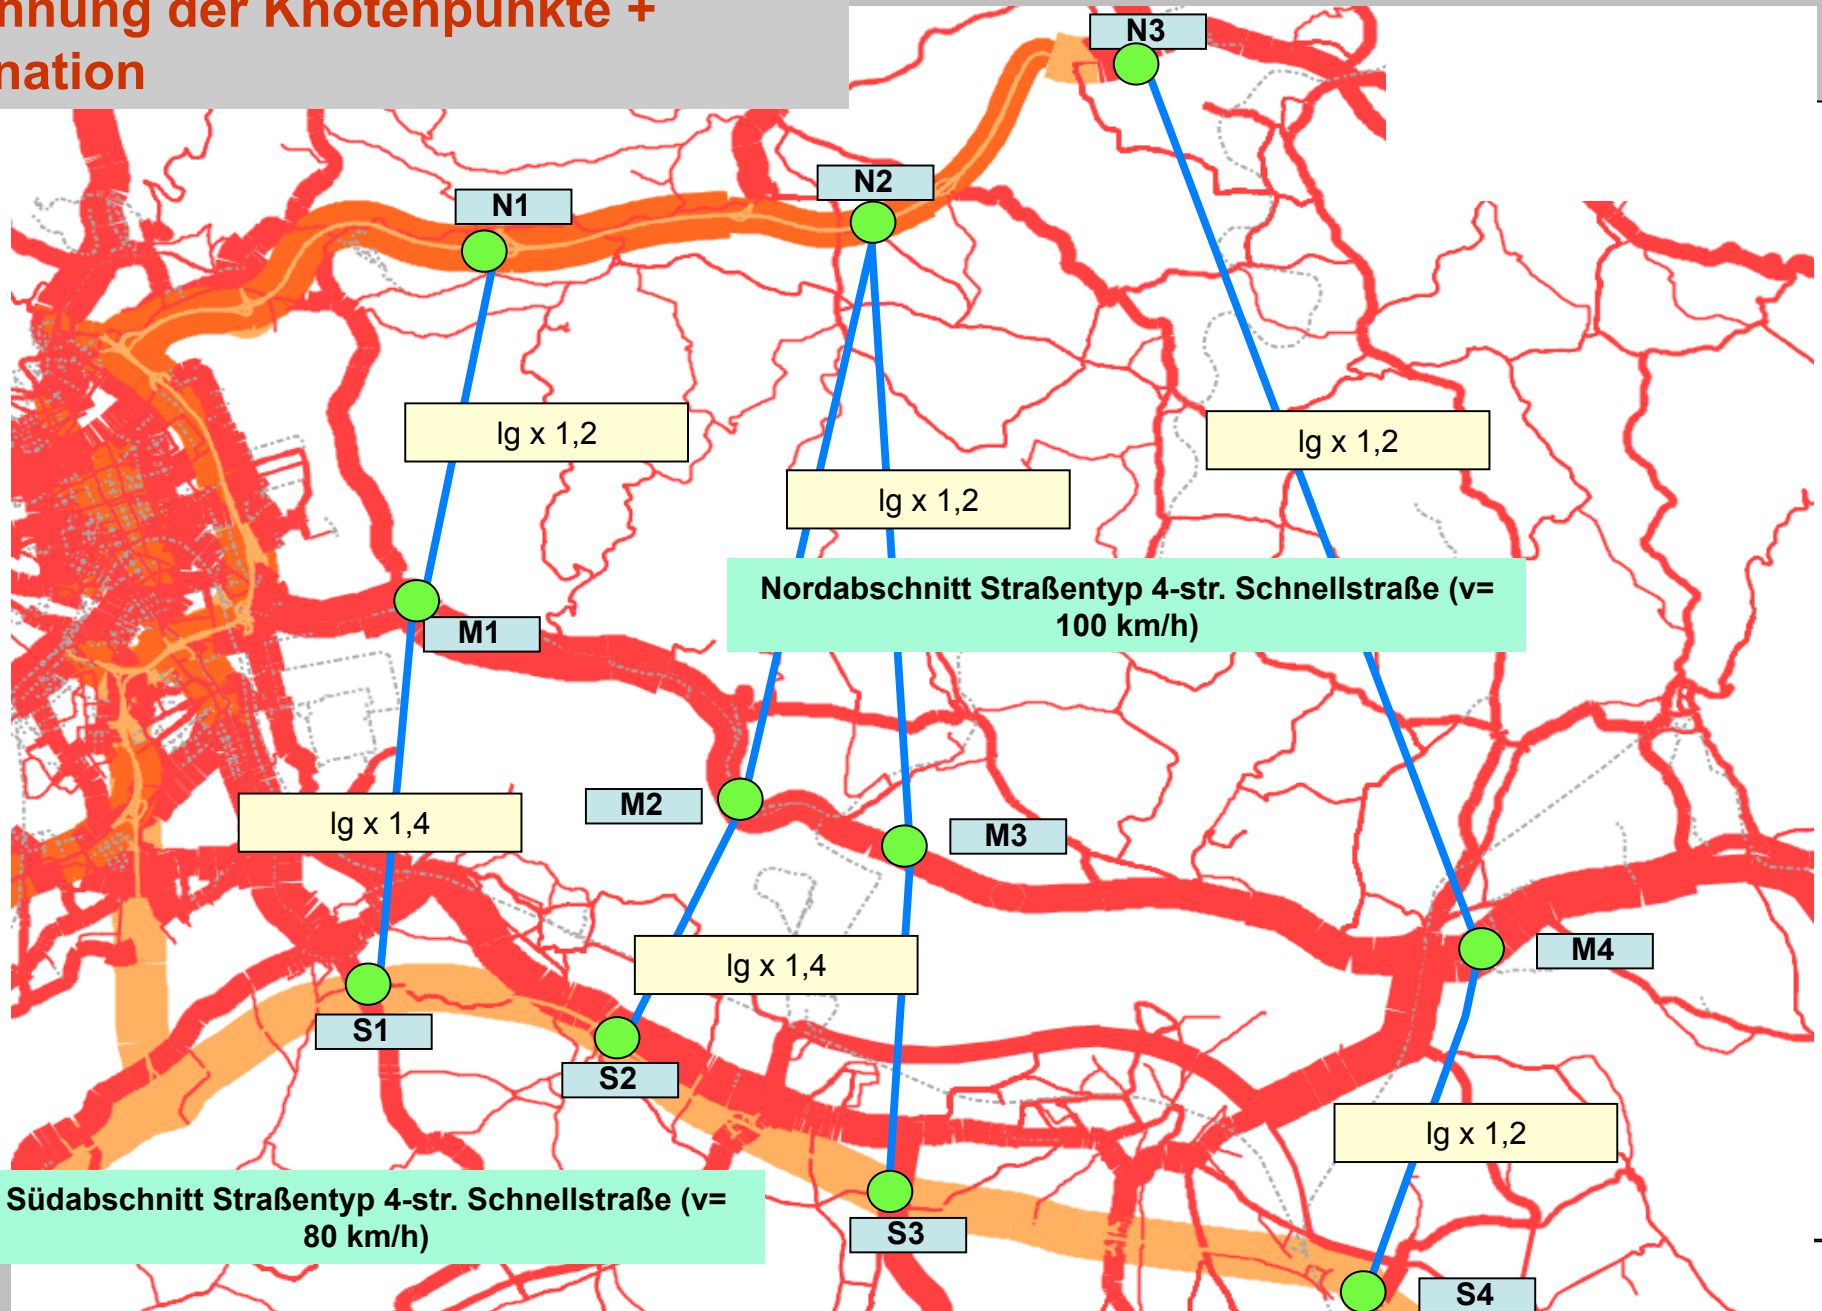 nnung der Knotenpunkte +
nation
N3
N2
N1
lg x 1,2
lg x 1,2
lg x 1,2
Nordabschnitt Straßentyp 4-str. Schnellstraße (v=
100 km/h)
M1
M2
M3
lg x 1,4
M4
lg x 1,4
S1
S2
lg x 1,2
Südabschnitt Straßentyp 4-str. Schnellstraße (v=
80 km/h)
S3
S4